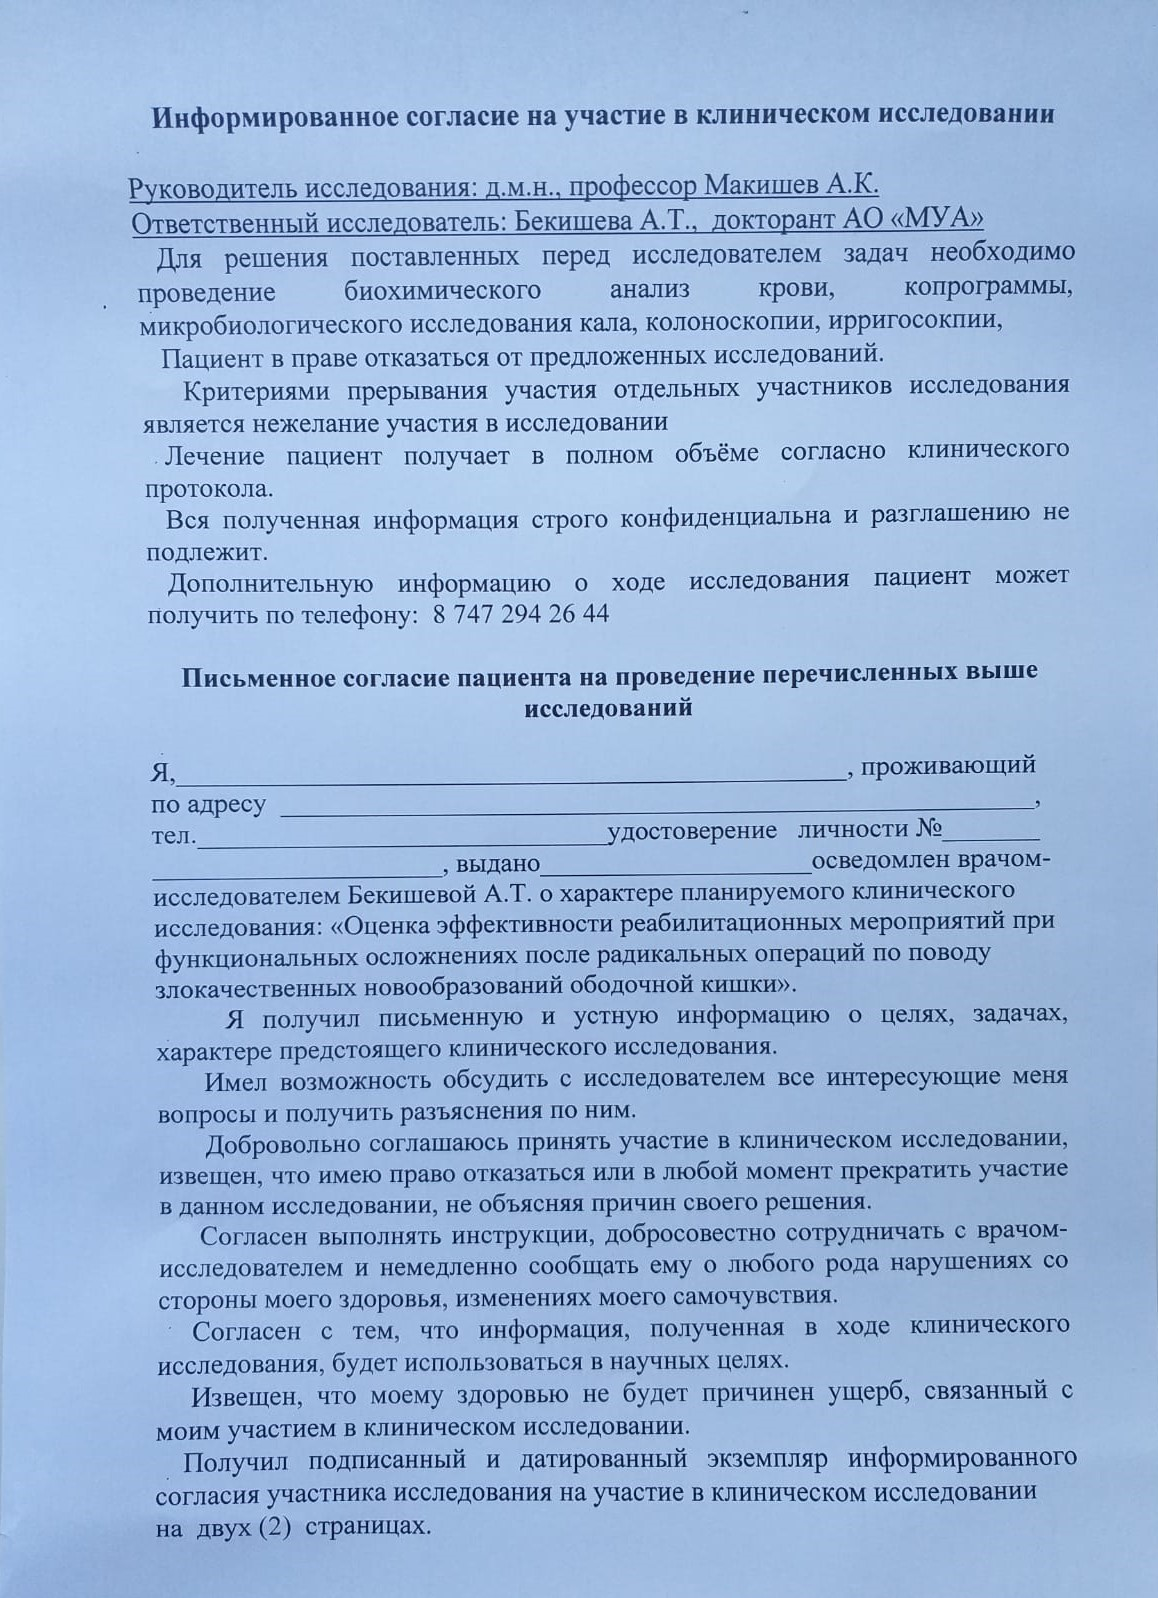 Информированное согласие на участие в клиническом исследовании
Руководитель исследования: д.м.н., профессор Макишев А.К.
Ответственный исследователь: Бекишева А.Т., докторант АО «МУА»
Для решения поставленных перед исследователем задач необходимо
проведение биохимического анализ крови, копрограммы,
микробиологического исследования кала, колоноскопии, ирригосокпии,
Пациент в праве отказаться от предложенных исследований.
Критериями прерывания участия отдельных участников исследования
является нежелание участия в исследовании
Лечение пациент получает в полном объёме согласно клинического
протокола.
Вся полученная информация строго конфиденциальна и разглашению не
подлежит.
Дополнительную информацию о ходе исследования пациент может
получить по телефону: 8 747 294 26 44
Письменное согласие пациента на проведение перечисленных выше
исследований
Я,____________________, проживающий
по адресу ____________________,
тел.____________________удостоверение личности №_______
____________________, выдано____________________осведомлен врачом-
исследователем Бекишевой А.Т. о характере планируемого клинического
исследования: «Оценка эффективности реабилитационных мероприятий при
функциональных осложнениях после радикальных операций по поводу
злокачественных новообразований ободочной кишки».
Я получил письменную и устную информацию о целях, задачах,
характере предстоящего клинического исследования.
Имел возможность обсудить с исследователем все интересующие меня
вопросы и получить разъяснения по ним.
Добровольно соглашаюсь принять участие в клиническом исследовании,
извещен, что имею право отказаться или в любой момент прекратить участие
в данном исследовании, не объясняя причин своего решения.
Согласен выполнять инструкции, добросовестно сотрудничать с врачом-
исследователем и немедленно сообщать ему о любого рода нарушениях со
стороны моего здоровья, изменениях моего самочувствия.
Согласен с тем, что информация, полученная в ходе клинического
исследования, будет использоваться в научных целях.
Извещен, что моему здоровью не будет причинен ущерб, связанный с
моим участием в клиническом исследовании.
Получил подписанный и датированный экземпляр информированного
согласия участника исследования на участие в клиническом исследовании
на двух (2) страницах.